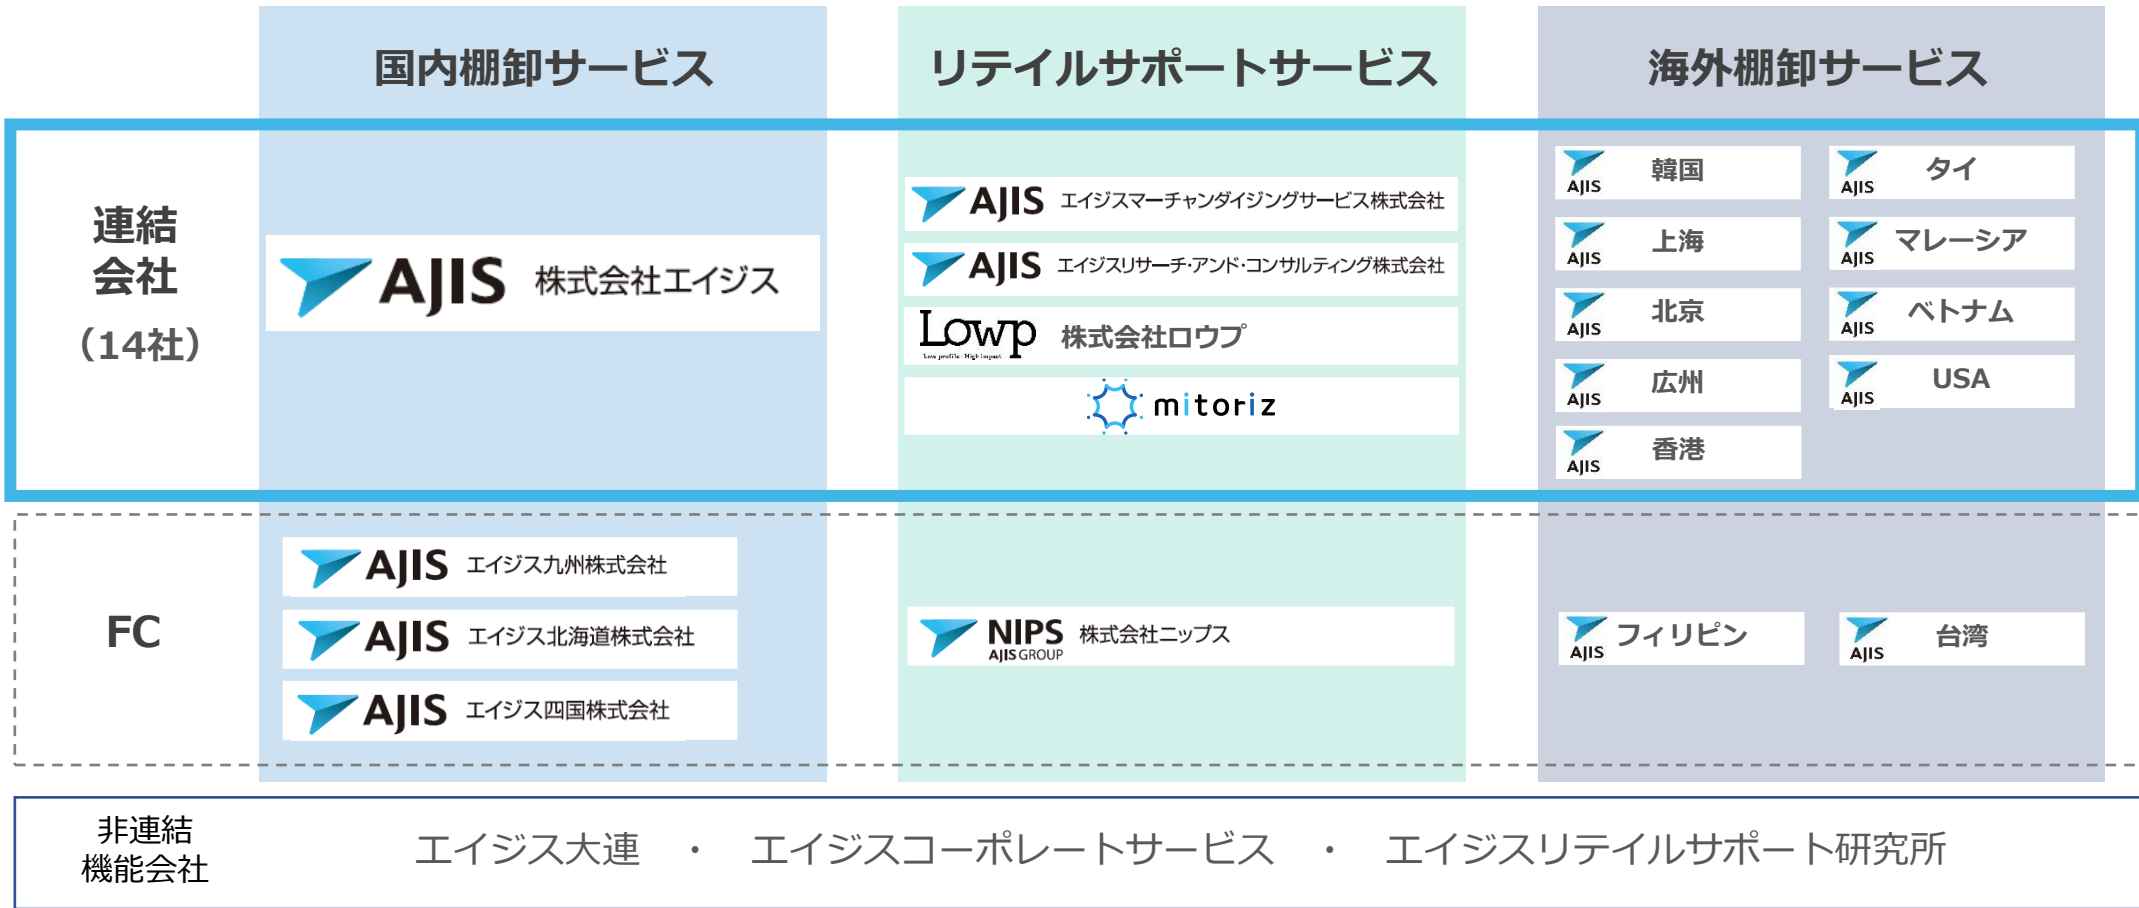 国内棚卸サービス
リテイルサポートサービス
海外棚卸サービス
連結
会社
（14社）
AJIS 株式会社エイジス
AJIS エイジスマーチャンダイジングサービス株式会社
AJIS エイジスリサーチ・アンド・コンサルティング株式会社
Lowp 株式会社ロウプ
Low profile · High impact
mitoriz
AJIS 韓国
AJIS タイ
AJIS 上海
AJIS マレーシア
AJIS 北京
AJIS ベトナム
AJIS 広州
AJIS USA
AJIS 香港
FC
AJIS エイジス九州株式会社
AJIS エイジス北海道株式会社
AJIS エイジス四国株式会社
NIPS 株式会社ニップス
AJIS GROUP
AJIS フィリピン
AJIS 台湾
非連結
機能会社
エイジス大連 ・ エイジスコーポレートサービス ・ エイジスリテイルサポート研究所